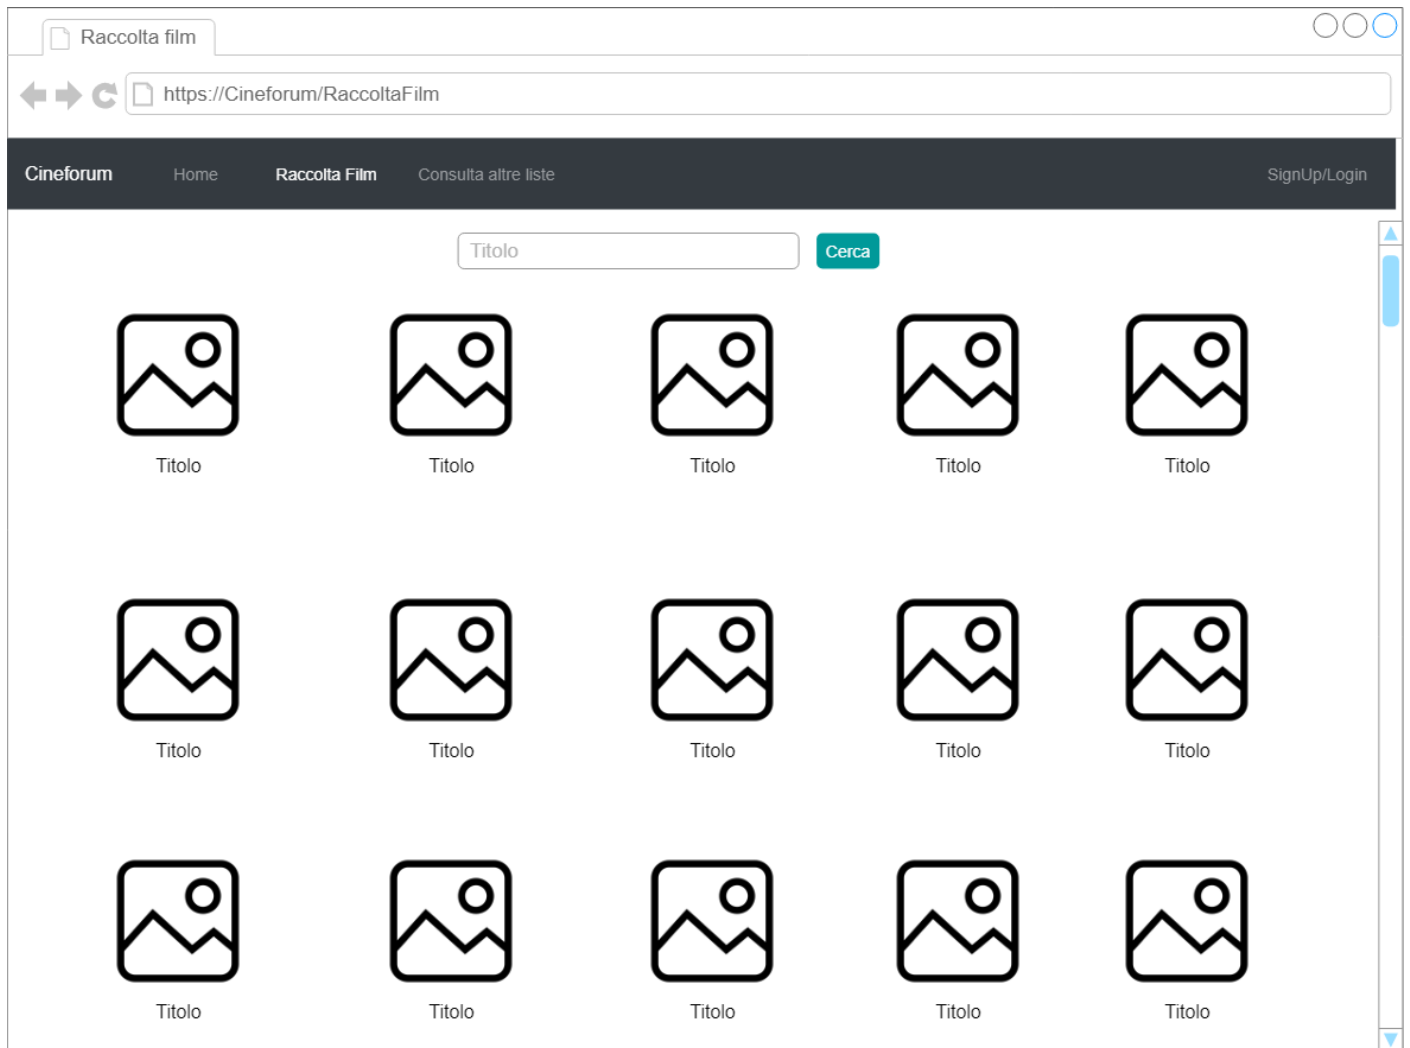 Raccolta film
https://Cineforum/RaccoltaFilm
Cineforum Home Raccolta Film Consulta altre liste SignUp/Login
Titolo Cerca
Titolo Titolo Titolo Titolo Titolo
Titolo Titolo Titolo Titolo Titolo
Titolo Titolo Titolo Titolo Titolo